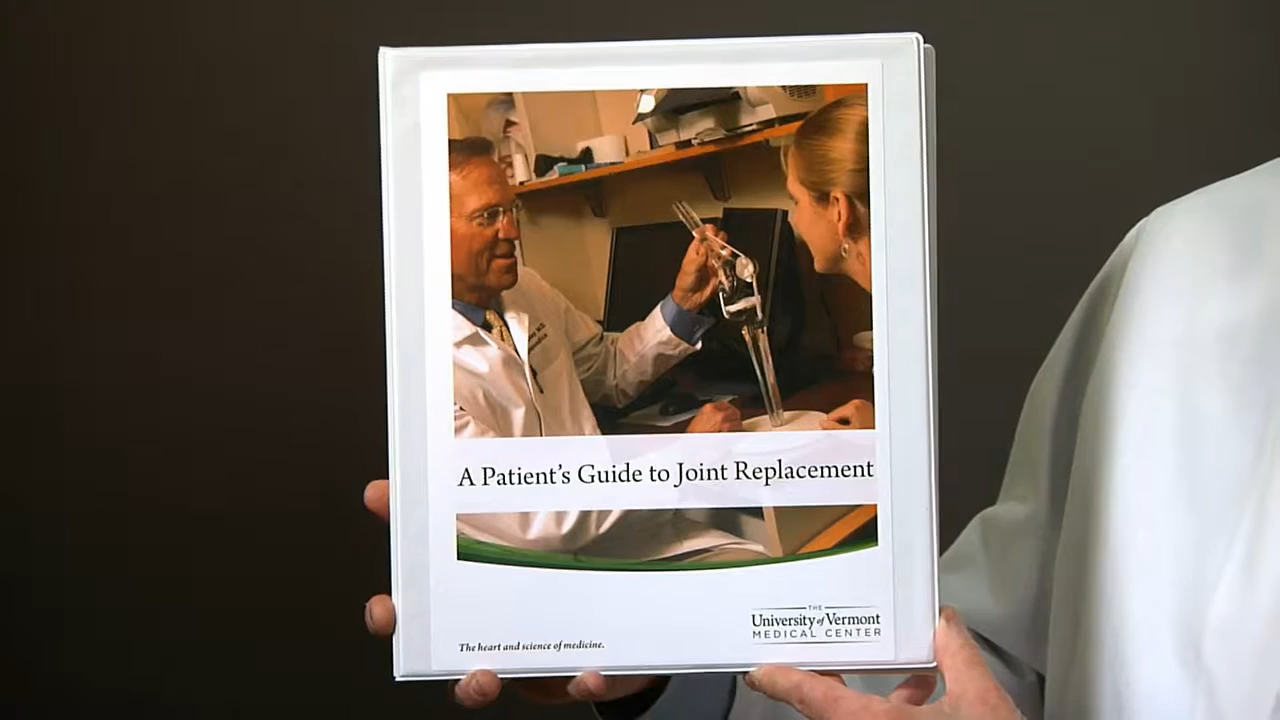 A Patient's Guide to Joint Replacement
THE
University of Vermont
MEDICAL CENTER
The heart and science of medicine.